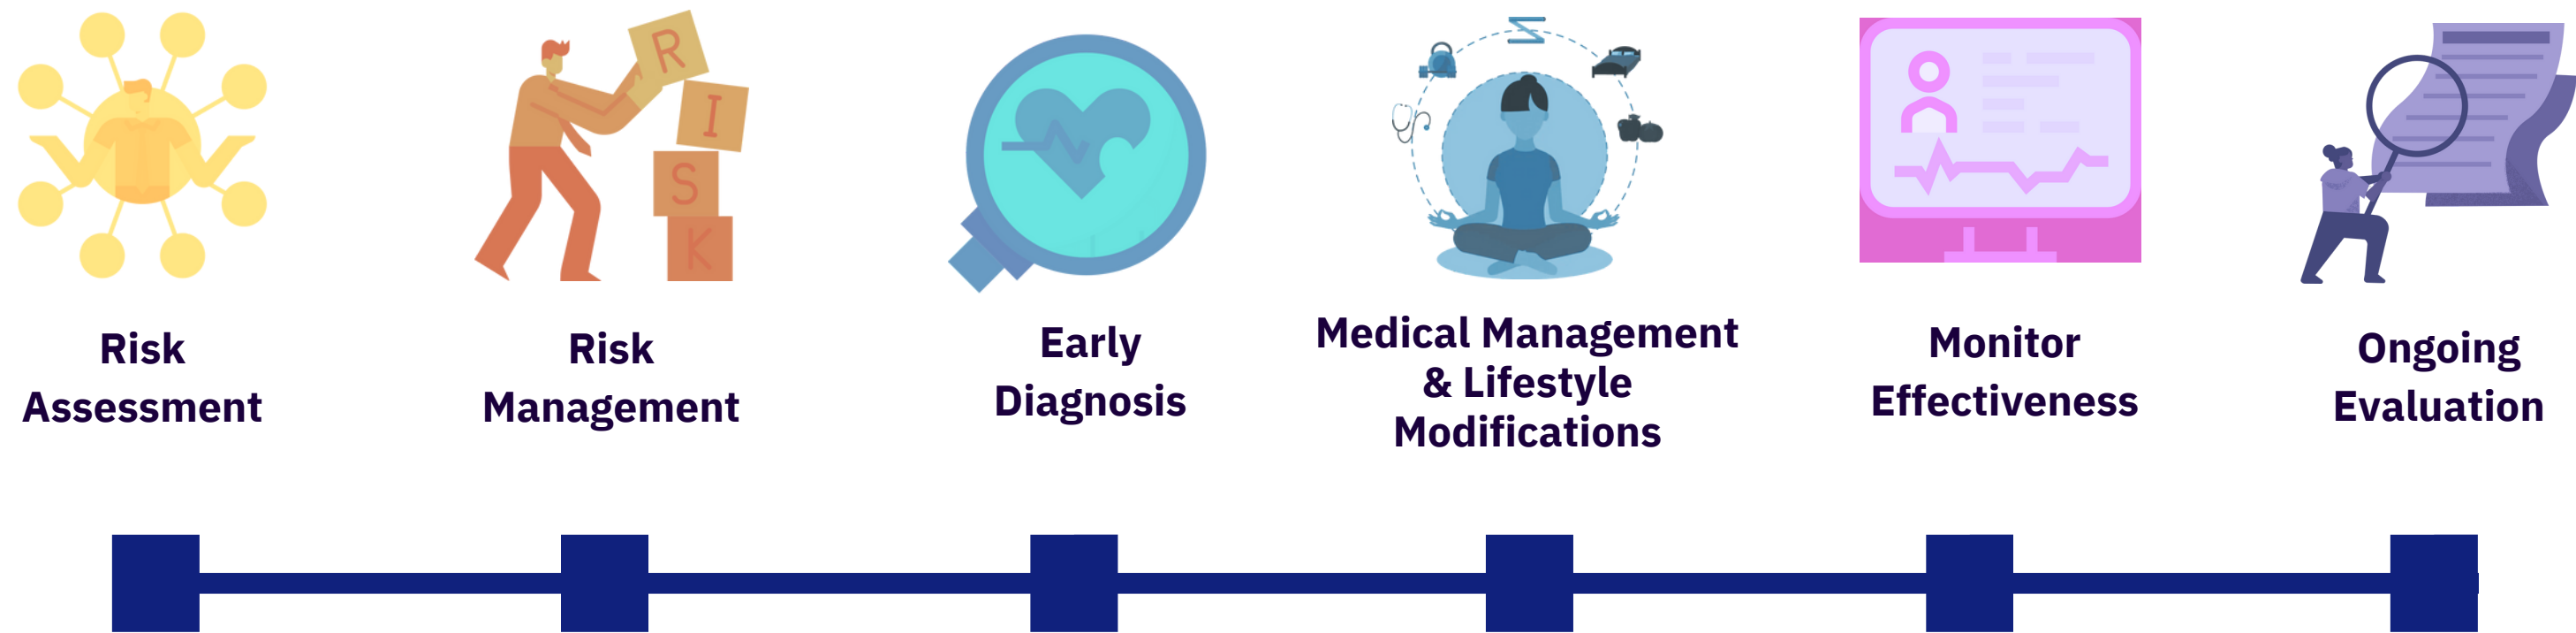 R
I
S
K
Risk
Assessment
Risk
Management
Early
Diagnosis
Medical Management
& Lifestyle
Modifications
Monitor
Effectiveness
Ongoing
Evaluation